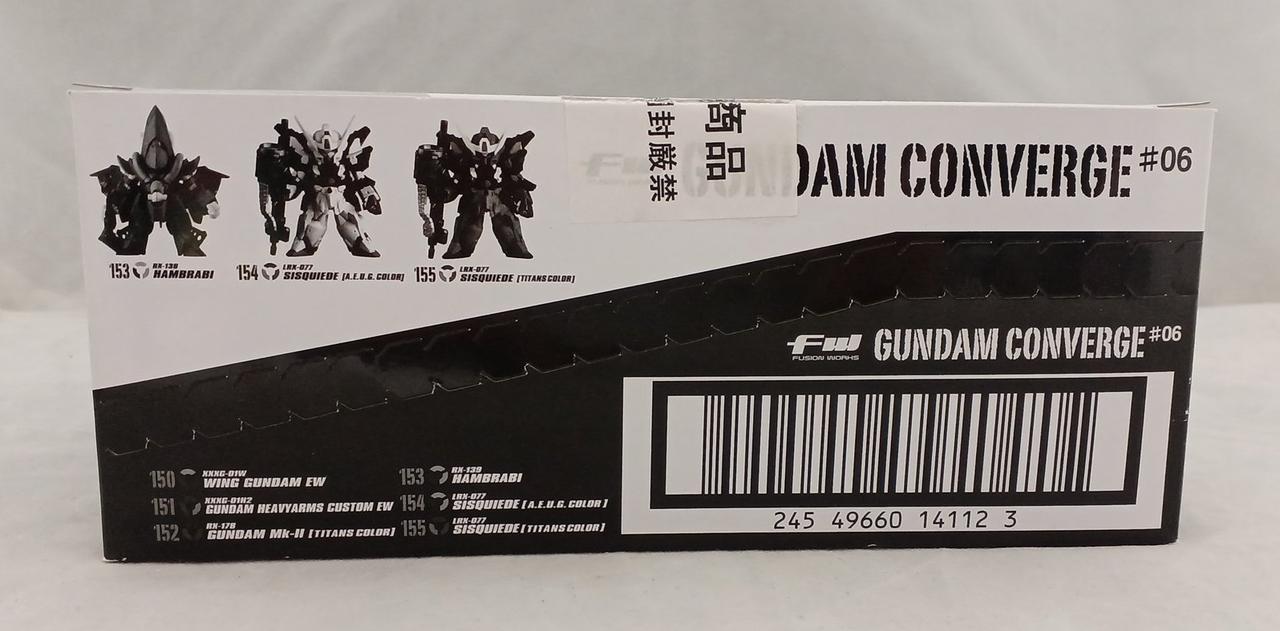 商品
開封厳禁
GUNDAM CONVERGE #06
153 RX-139 HAMBRABI
154 LRX-077 SISQUIEDE [A.E.U.G. COLOR]
155 LRX-077 SISQUIEDE [TITANS COLOR]
FW FUSION WORKS GUNDAM CONVERGE #06
150 XXXG-01W WING GUNDAM EW
151 XXXG-01H2 GUNDAM HEAVYARMS CUSTOM EW
152 RX-178 GUNDAM Mk-II [TITANS COLOR]
153 RX-139 HAMBRABI
154 LRX-077 SISQUIEDE [A.E.U.G. COLOR]
155 LRX-077 SISQUIEDE [TITANS COLOR]
245 49660 14112 3